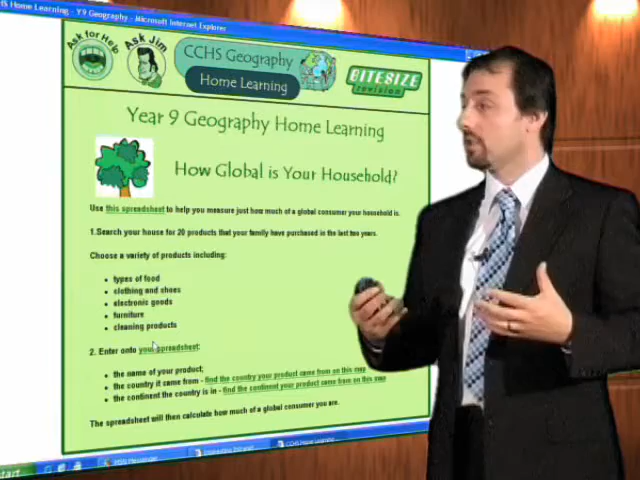 HS Home Learning - Y9 Geography - Microsoft Internet Explorer
Ask for Help
Ask Jim
CCHS Geography
Home Learning
BITESIZE
revision
Year 9 Geography Home Learning
How Global is Your Household?
Use this spreadsheet to help you measure just how much of a global consumer your household is.
1.Search your house for 20 products that your family have purchased in the last two years.
Choose a variety of products including:
types of food
clothing and shoes
electronic goods
furniture
cleaning products
2. Enter onto your spreadsheet:
the name of your product;
the country it came from - find the country your product came from on this map
the continent the country is in - find the continent your product came from on this map
The spreadsheet will then calculate how much of a global consumer you are.
start
MSN Messenger
CCHS Home Learning